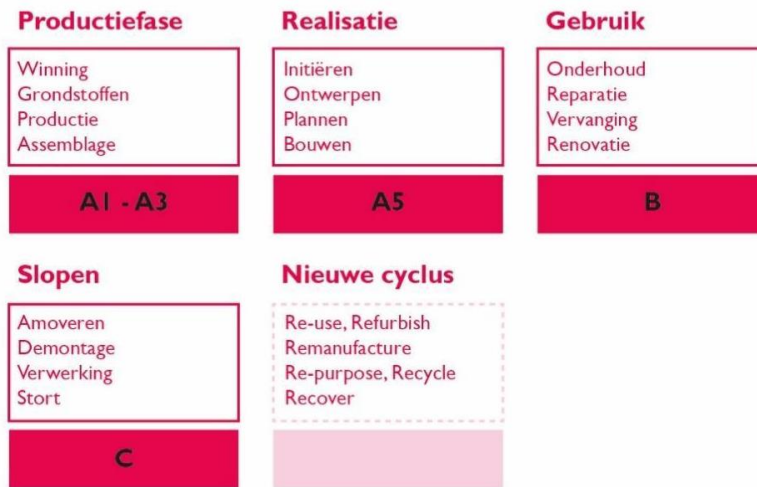 Productiefase
Winning
Grondstoffen
Productie
Assemblage
A1 - A3
Realisatie
Initiëren
Ontwerpen
Plannen
Bouwen
A5
Gebruik
Onderhoud
Reparatie
Vervanging
Renovatie
B
Slopen
Amoveren
Demontage
Verwerking
Stort
C
Nieuwe cyclus
Re-use, Refurbish
Remanufacture
Re-purpose, Recycle
Recover